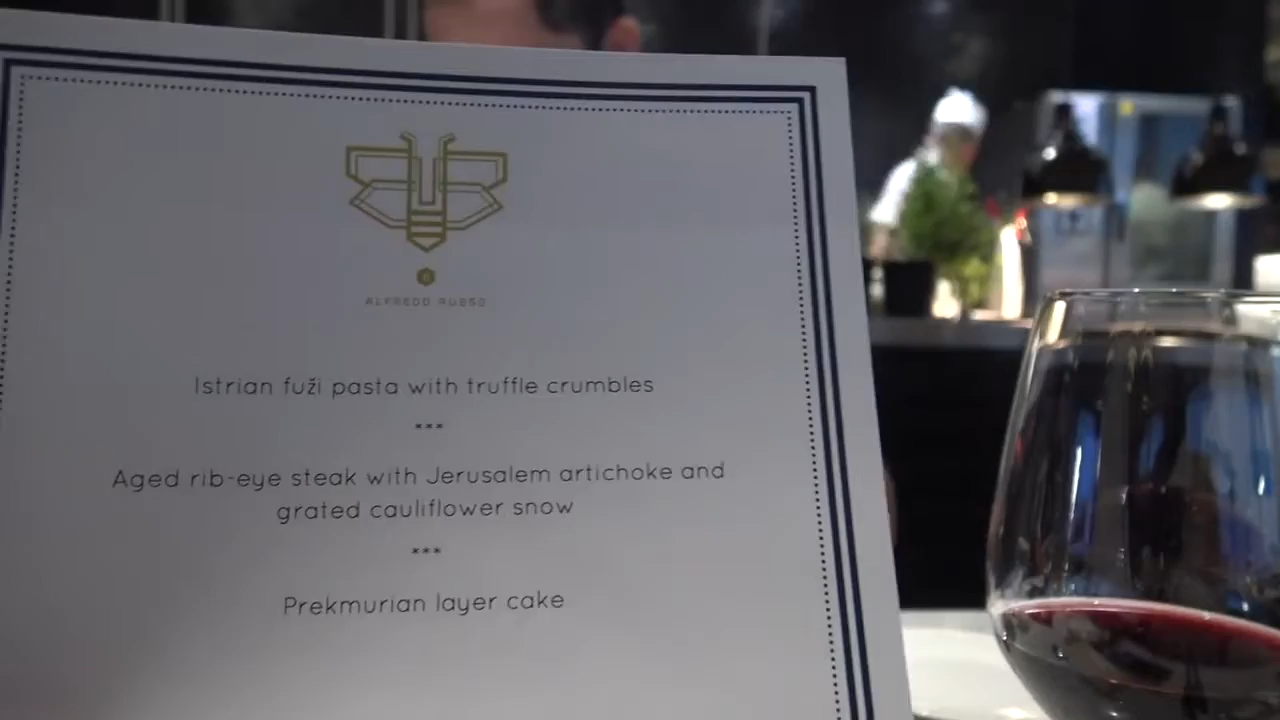 ALFREDO RUSSO
Istrian fuži pasta with truffle crumbles
***
Aged rib-eye steak with Jerusalem artichoke and
grated cauliflower snow
***
Prekmurian layer cake